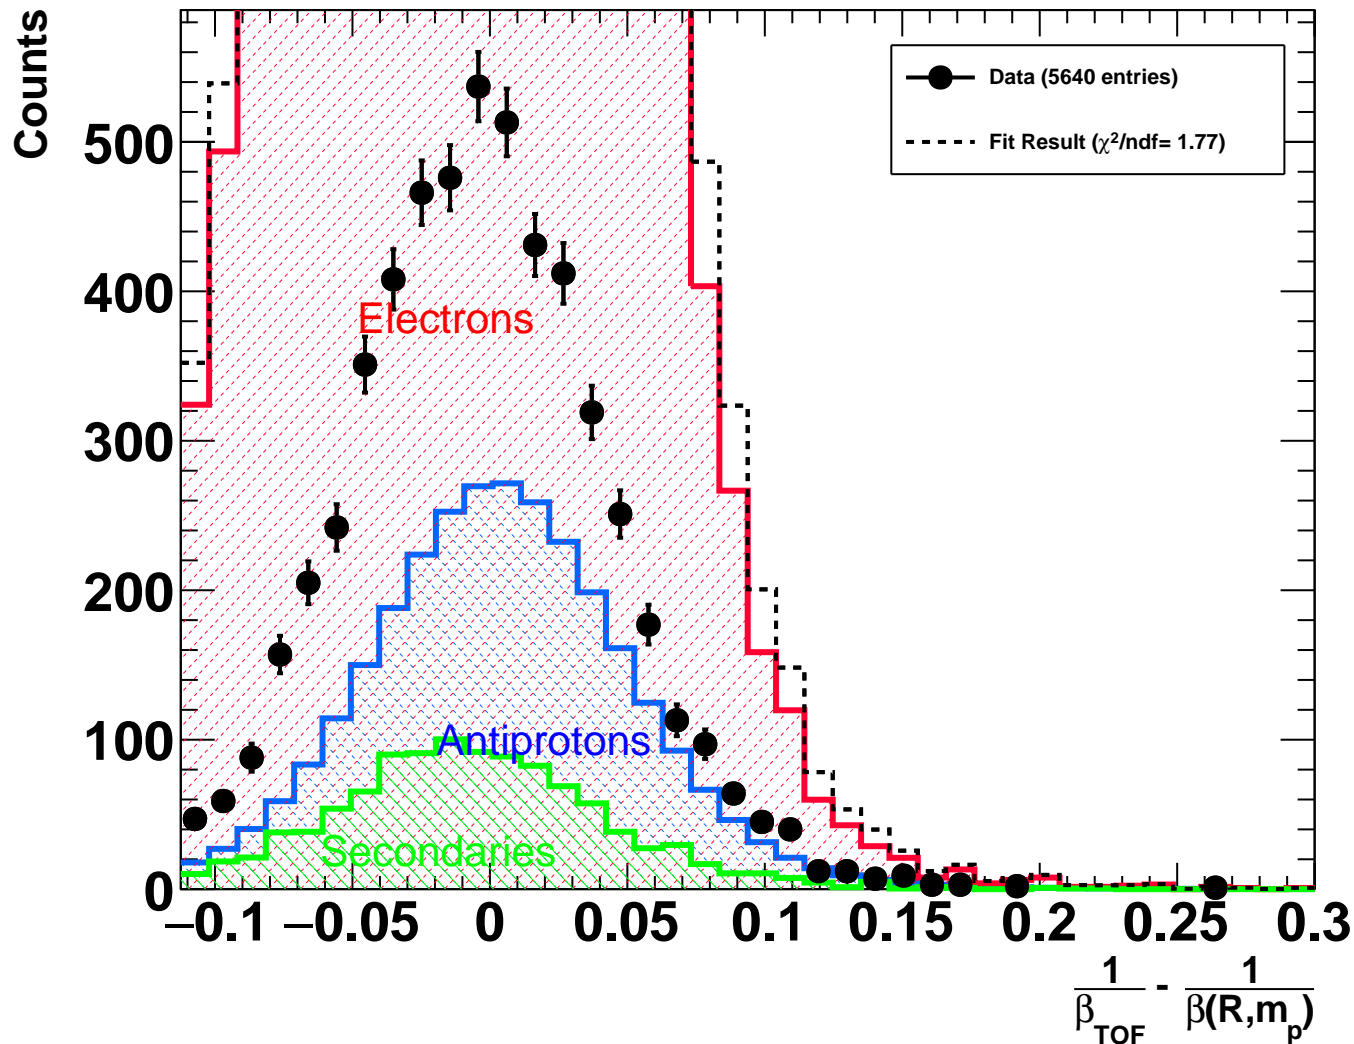 Counts
Data (5640 entries)
Fit Result (χ²/ndf= 1.77)
500
400
300
200
100
0
Electrons
Antiprotons
Secondaries
−0.1 −0.05 0 0.05 0.1 0.15 0.2 0.25 0.3
1/β_TOF - 1/β(R,m_p)